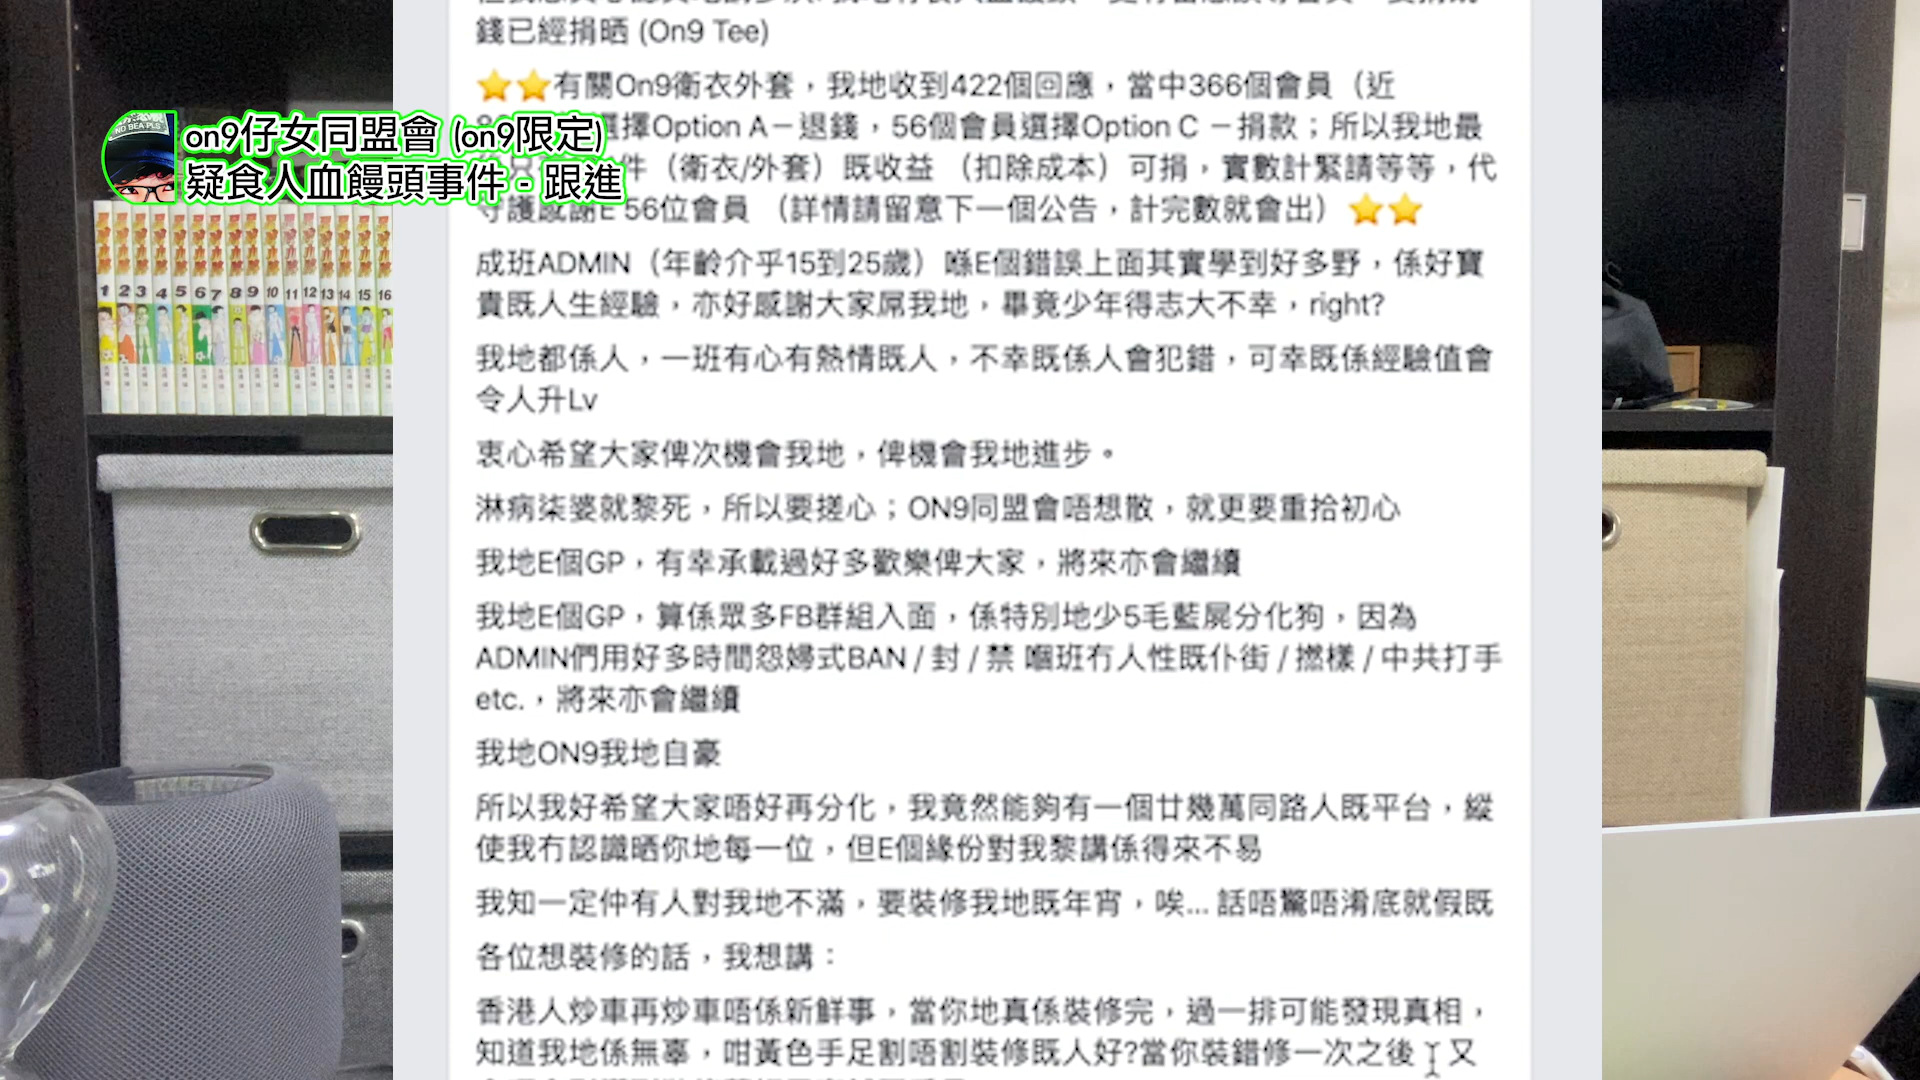 錢已經捐晒 (On9 Tee)
⭐⭐有關On9衛衣外套，我地收到422個回應，當中366個會員（近
選擇Option A－退錢，56個會員選擇Option C －捐款；所以我地最
件（衛衣/外套）既收益 （扣除成本）可捐，實數計緊請等等，代
守護感謝E 56位會員 （詳情請留意下一個公告，計完數就會出）⭐⭐
成班ADMIN（年齡介乎15到25歲）喺E個錯誤上面其實學到好多野，係好寶
貴既人生經驗，亦好感謝大家屌我地，畢竟少年得志大不幸，right?
我地都係人，一班有心有熱情既人，不幸既係人會犯錯，可幸既係經驗值會
令人升Lv
衷心希望大家俾次機會我地，俾機會我地進步。
淋病柒婆就黎死，所以要搓心；ON9同盟會唔想散，就更要重拾初心
我地E個GP，有幸承載過好多歡樂俾大家，將來亦會繼續
我地E個GP，算係眾多FB群組入面，係特別地少5毛藍屍分化狗，因為
ADMIN們用好多時間怨婦式BAN / 封 / 禁 嗰班冇人性既仆街 / 撚樣 / 中共打手
etc.，將來亦會繼續
我地ON9我地自豪
所以我好希望大家唔好再分化，我竟然能夠有一個廿幾萬同路人既平台，縱
使我冇認識晒你地每一位，但E個緣份對我黎講係得來不易
我知一定仲有人對我地不滿，要裝修我地既年宵，唉... 話唔驚唔淆底就假既
各位想裝修的話，我想講：
香港人炒車再炒車唔係新鮮事，當你地真係裝修完，過一排可能發現真相，
知道我地係無辜，咁黃色手足割唔割裝修既人好?當你裝錯修一次之後，又
on9仔女同盟會 (on9限定)
疑食人血饅頭事件 - 跟進
NO BEA PLS
1 2 3 4 5 6 7 8 9 10 11 12 13 14 15 16